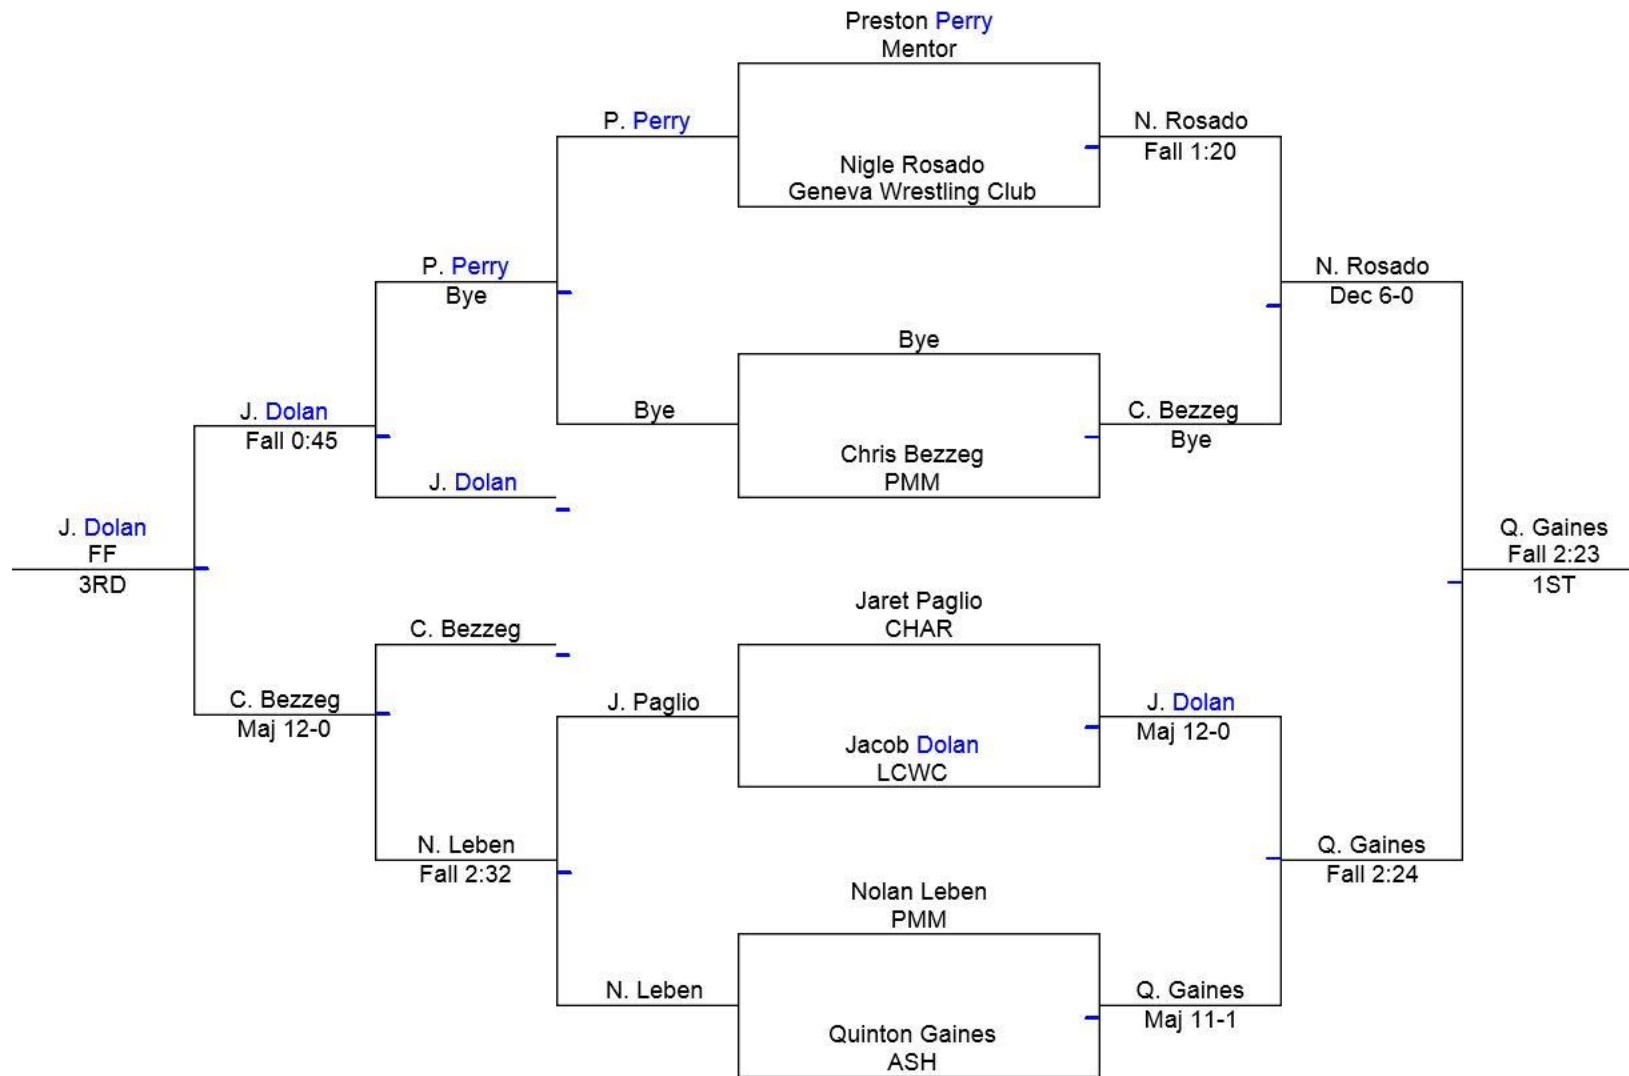 Preston Perry
Mentor
P. Perry
N. Rosado
Fall 1:20
Nigle Rosado
Geneva Wrestling Club
P. Perry
Bye
N. Rosado
Dec 6-0
Bye
J. Dolan
Fall 0:45
Bye
C. Bezzeg
Bye
Chris Bezzeg
PMM
J. Dolan
J. Dolan
FF
3RD
Q. Gaines
Fall 2:23
1ST
Jaret Paglio
CHAR
C. Bezzeg
C. Bezzeg
Maj 12-0
J. Paglio
J. Dolan
Maj 12-0
Jacob Dolan
LCWC
N. Leben
Fall 2:32
Q. Gaines
Fall 2:24
Nolan Leben
PMM
N. Leben
Q. Gaines
Maj 11-1
Quinton Gaines
ASH